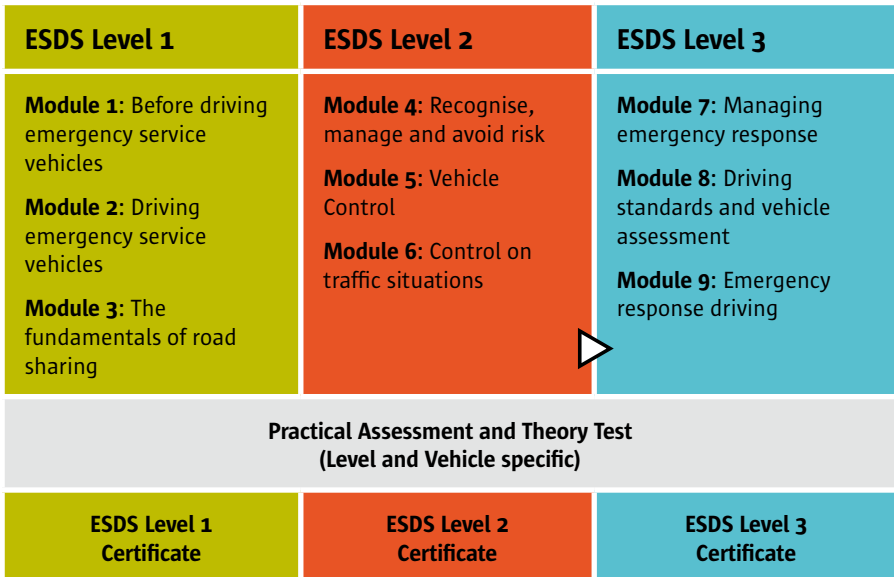 ESDS Level 1
Module 1: Before driving
emergency service
vehicles
Module 2: Driving
emergency service
vehicles
Module 3: The
fundamentals of road
sharing
ESDS Level 2
Module 4: Recognise,
manage and avoid risk
Module 5: Vehicle
Control
Module 6: Control on
traffic situations
ESDS Level 3
Module 7: Managing
emergency response
Module 8: Driving
standards and vehicle
assessment
Module 9: Emergency
response driving
Practical Assessment and Theory Test
(Level and Vehicle specific)
ESDS Level 1
Certificate
ESDS Level 2
Certificate
ESDS Level 3
Certificate